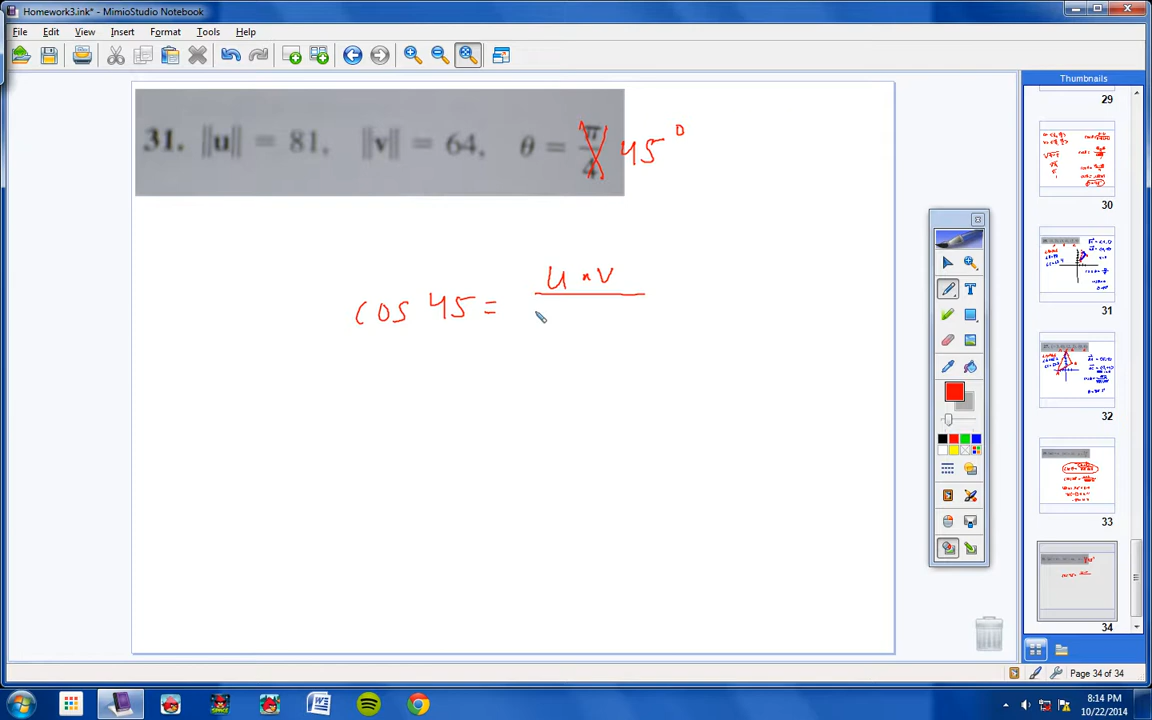 Homework3.ink* - MimioStudio Notebook
File Edit View Insert Format Tools Help
Thumbnails
29
30
31
32
33
34
31. ||u|| = 81, ||v|| = 64, θ = π/4 45°
cos 45 = u · v
T
Page 34 of 34
8:14 PM
10/22/2014